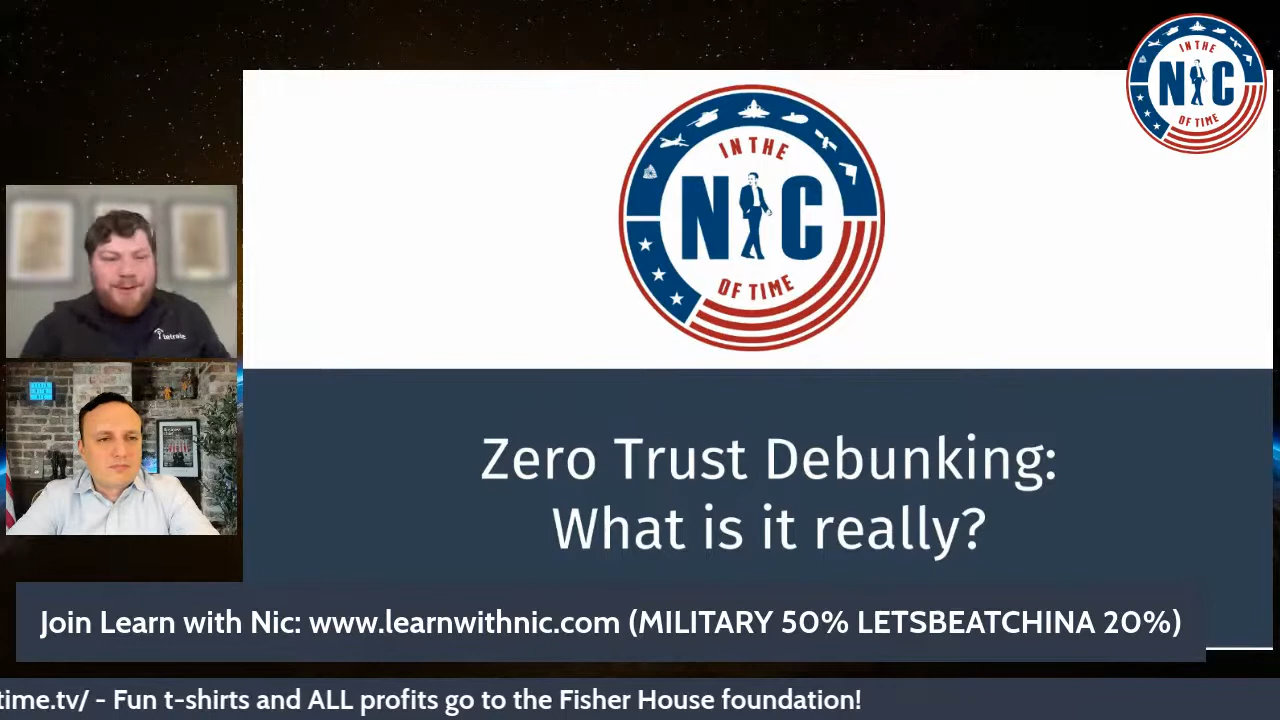 IN THE
NIC
OF TIME
IN THE
NIC
OF TIME
tetrate
Zero Trust Debunking:
What is it really?
Join Learn with Nic: www.learnwithnic.com (MILITARY 50% LETSBEATCHINA 20%)
time.tv/ - Fun t-shirts and ALL profits go to the Fisher House foundation!